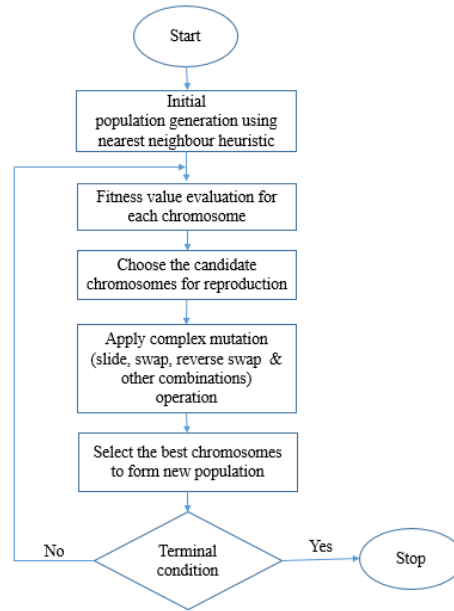 Start
Initial
population generation using
nearest neighbour heuristic
Fitness value evaluation for
each chromosome
Choose the candidate
chromosomes for reproduction
Apply complex mutation
(slide, swap, reverse swap &
other combinations)
operation
Select the best chromosomes
to form new population
No
Terminal
condition
Yes
Stop